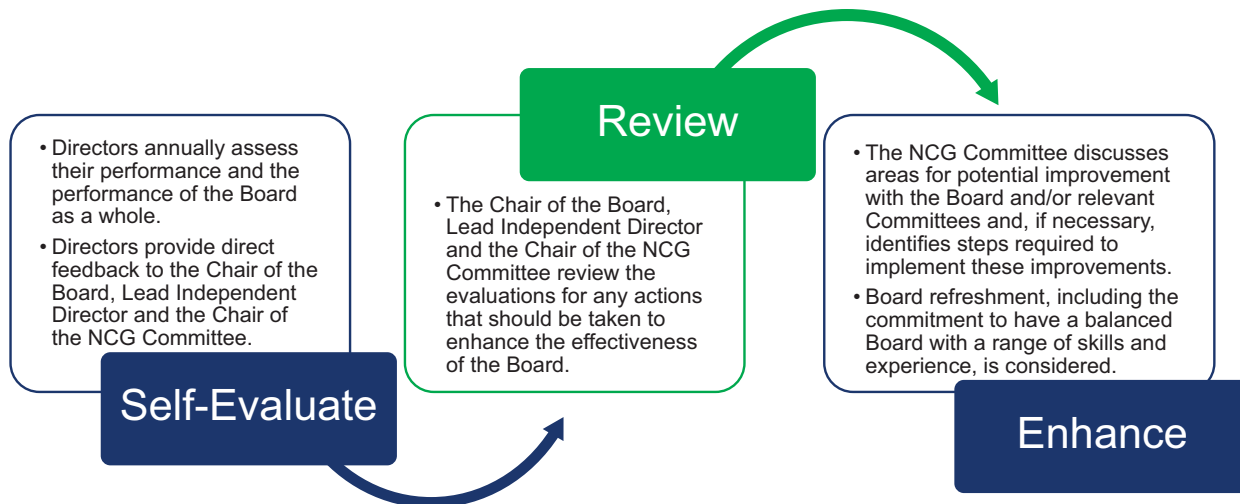 • Directors annually assess
their performance and the
performance of the Board
as a whole.
• Directors provide direct
feedback to the Chair of the
Board, Lead Independent
Director and the Chair of
the NCG Committee.
Self-Evaluate
Review
• The Chair of the Board,
Lead Independent Director
and the Chair of the NCG
Committee review the
evaluations for any actions
that should be taken to
enhance the effectiveness
of the Board.
• The NCG Committee discusses
areas for potential improvement
with the Board and/or relevant
Committees and, if necessary,
identifies steps required to
implement these improvements.
• Board refreshment, including the
commitment to have a balanced
Board with a range of skills and
experience, is considered.
Enhance